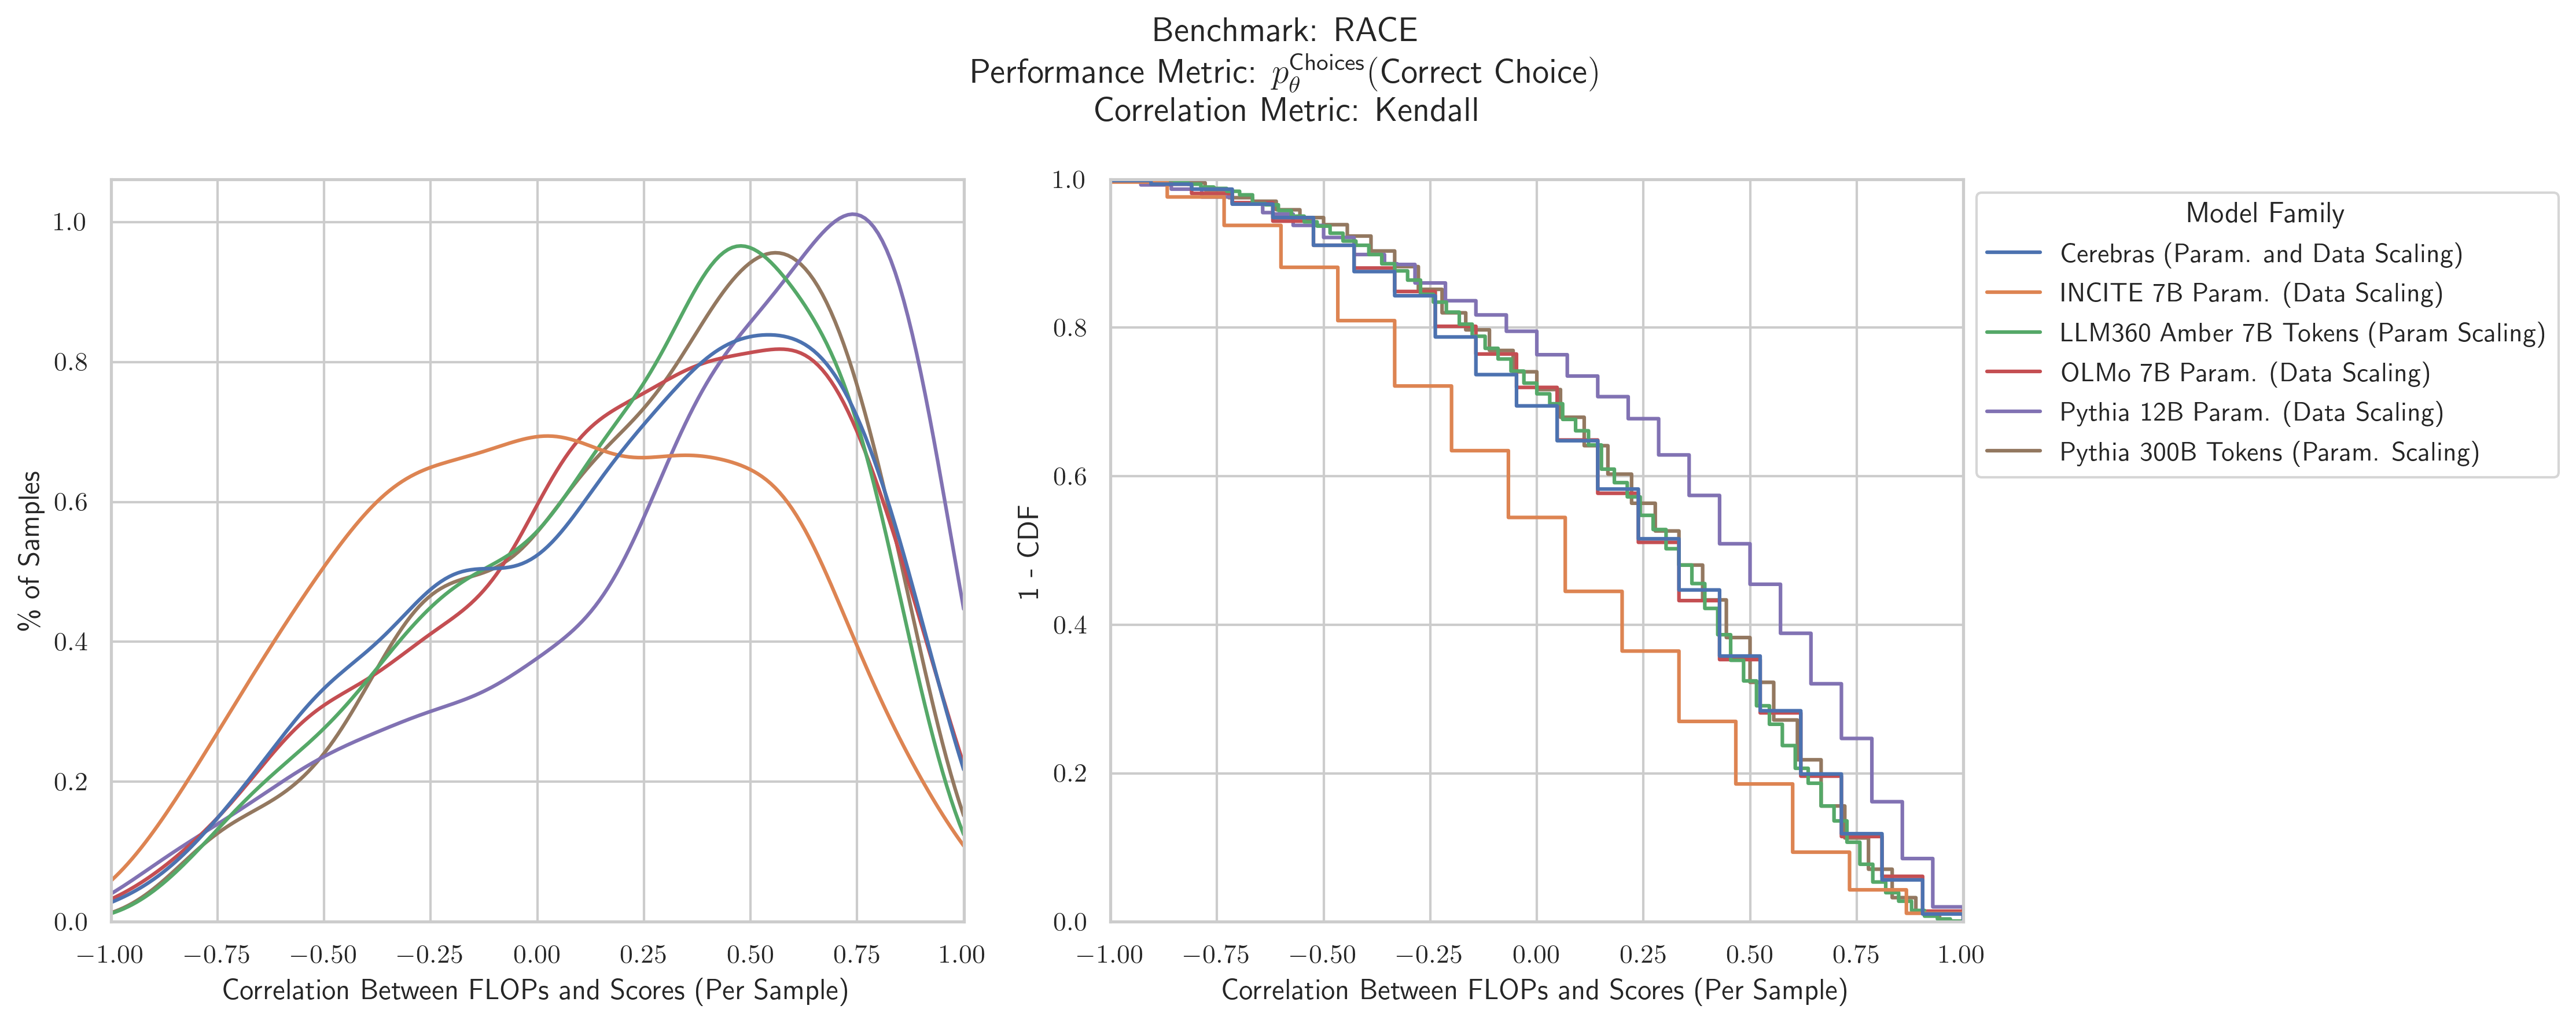 Benchmark: RACE
Performance Metric: $p_{\theta}^{\text{Choices}}$(Correct Choice)
Correlation Metric: Kendall
% of Samples
1.0
0.8
0.6
0.4
0.2
0.0
−1.00 −0.75 −0.50 −0.25 0.00 0.25 0.50 0.75 1.00
Correlation Between FLOPs and Scores (Per Sample)
1 - CDF
1.0
0.8
0.6
0.4
0.2
0.0
−1.00 −0.75 −0.50 −0.25 0.00 0.25 0.50 0.75 1.00
Correlation Between FLOPs and Scores (Per Sample)
Model Family
Cerebras (Param. and Data Scaling)
INCITE 7B Param. (Data Scaling)
LLM360 Amber 7B Tokens (Param Scaling)
OLMo 7B Param. (Data Scaling)
Pythia 12B Param. (Data Scaling)
Pythia 300B Tokens (Param. Scaling)